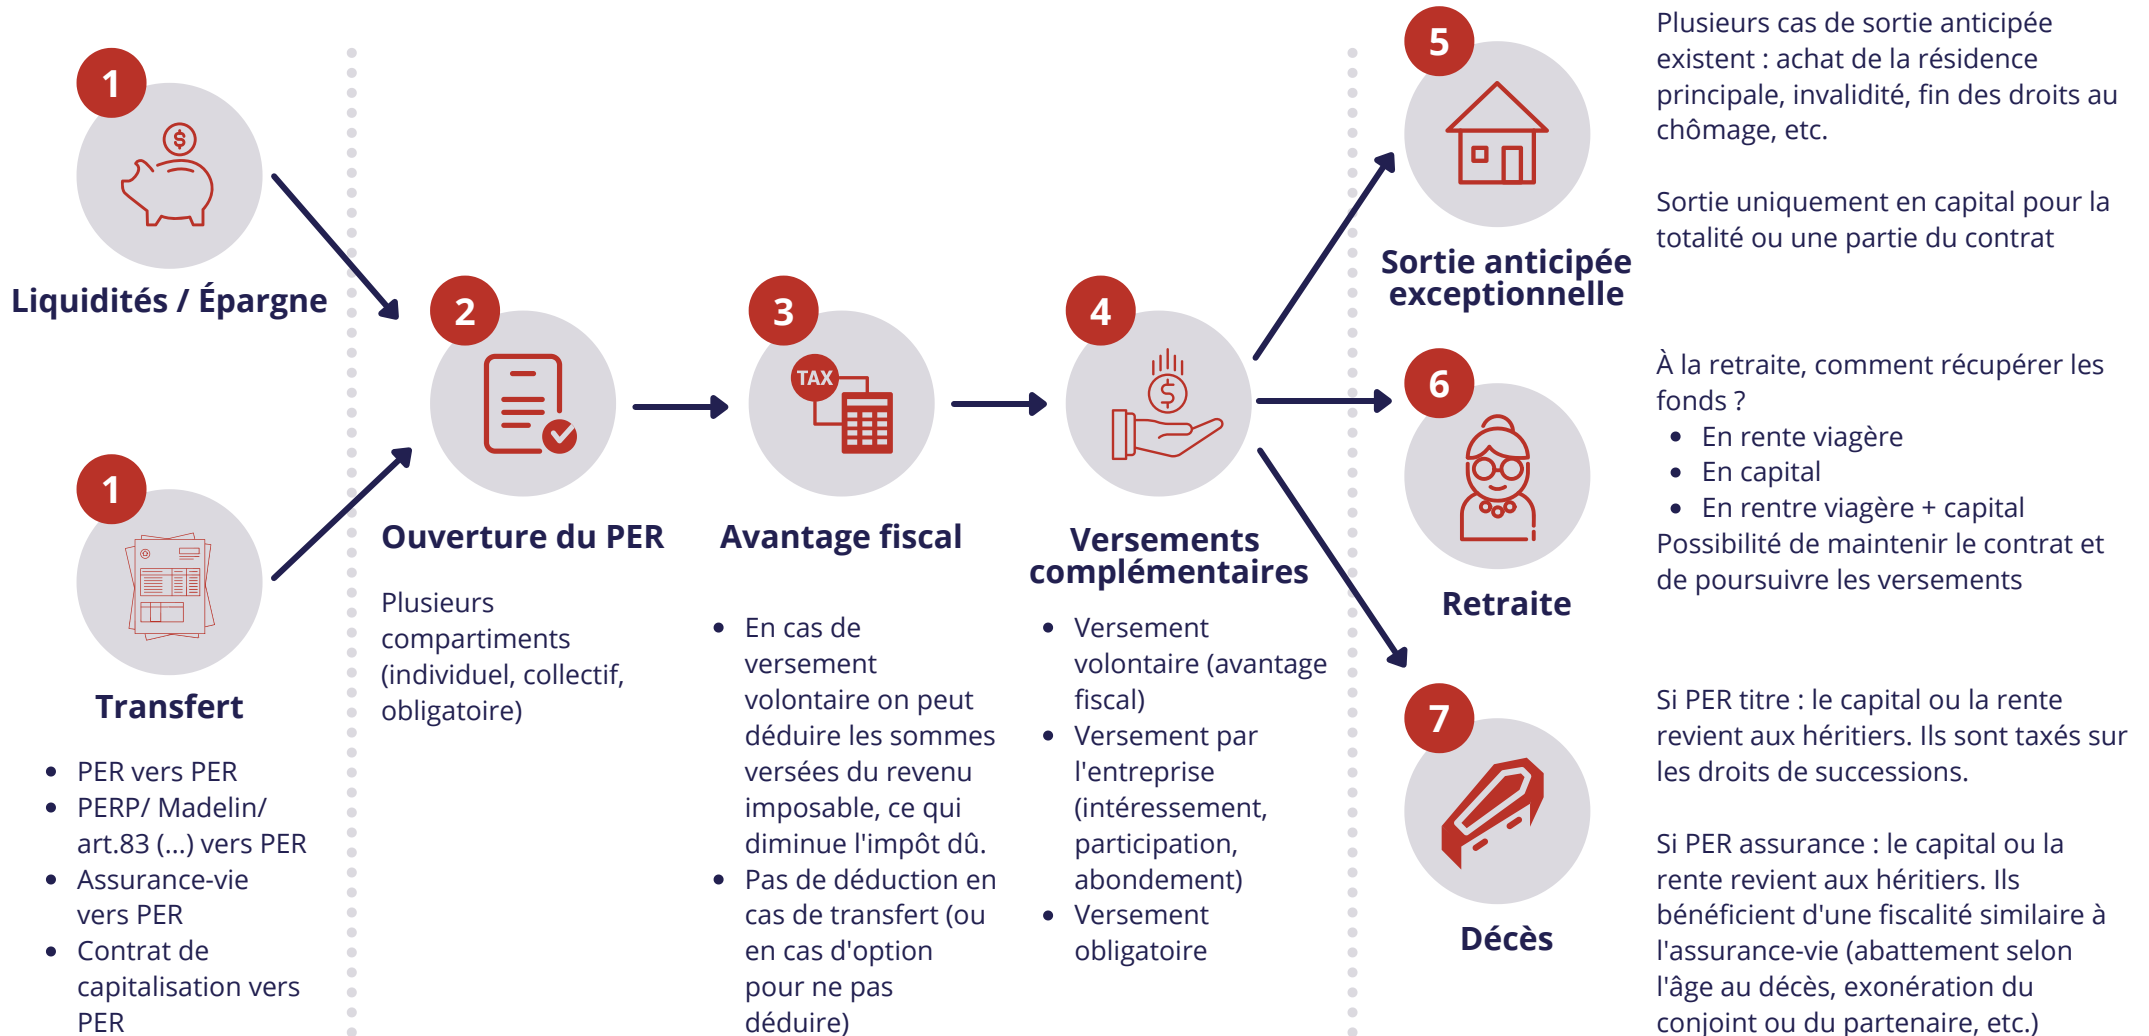 1
$
Liquidités / Épargne
1
Transfert
• PER vers PER
• PERP/ Madelin/
art.83 (...) vers PER
• Assurance-vie
vers PER
• Contrat de
capitalisation vers
PER
2
Ouverture du PER
Plusieurs
compartiments
(individuel, collectif,
obligatoire)
3
TAX
Avantage fiscal
• En cas de
versement
volontaire on peut
déduire les sommes
versées du revenu
imposable, ce qui
diminue l'impôt dû.
• Pas de déduction en
cas de transfert (ou
en cas d'option
pour ne pas
déduire)
4
$
Versements
complémentaires
• Versement
volontaire (avantage
fiscal)
• Versement par
l'entreprise
(intéressement,
participation,
abondement)
• Versement
obligatoire
5
Sortie anticipée
exceptionnelle
Plusieurs cas de sortie anticipée
existent : achat de la résidence
principale, invalidité, fin des droits au
chômage, etc.
Sortie uniquement en capital pour la
totalité ou une partie du contrat
6
Retraite
À la retraite, comment récupérer les
fonds ?
• En rente viagère
• En capital
• En rentre viagère + capital
Possibilité de maintenir le contrat et
de poursuivre les versements
7
Décès
Si PER titre : le capital ou la rente
revient aux héritiers. Ils sont taxés sur
les droits de successions.
Si PER assurance : le capital ou la
rente revient aux héritiers. Ils
bénéficient d'une fiscalité similaire à
l'assurance-vie (abattement selon
l'âge au décès, exonération du
conjoint ou du partenaire, etc.)